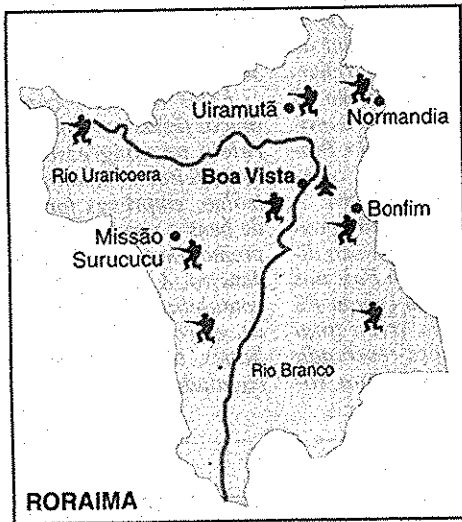 Uiramutã
Normandia
Rio Uraricoera
Boa Vista
Bonfim
Missão
Surucucu
Rio Branco
RORAIMA